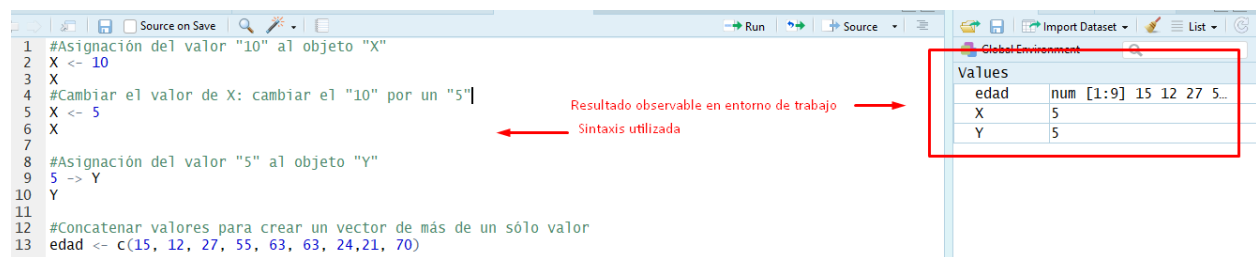 Source on Save
Run
Source
Import Dataset
List
Global Environment
1 #Asignación del valor "10" al objeto "X"
2 X <- 10
3 X
4 #Cambiar el valor de X: cambiar el "10" por un "5"
5 X <- 5
6 X
7
8 #Asignación del valor "5" al objeto "Y"
9 5 -> Y
10 Y
11
12 #Concatenar valores para crear un vector de más de un sólo valor
13 edad <- c(15, 12, 27, 55, 63, 63, 24,21, 70)
Resultado observable en entorno de trabajo
Sintaxis utilizada
Values
edad num [1:9] 15 12 27 5…
X 5
Y 5